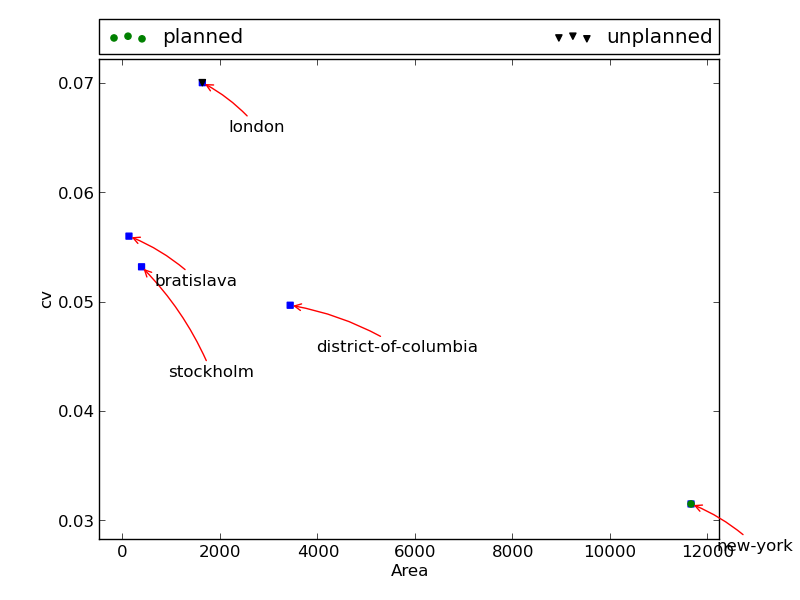 planned unplanned
0.07
london
0.06
bratislava
0.05
cv
district-of-columbia
stockholm
0.04
0.03
new-york
0 2000 4000 6000 8000 10000 12000
Area